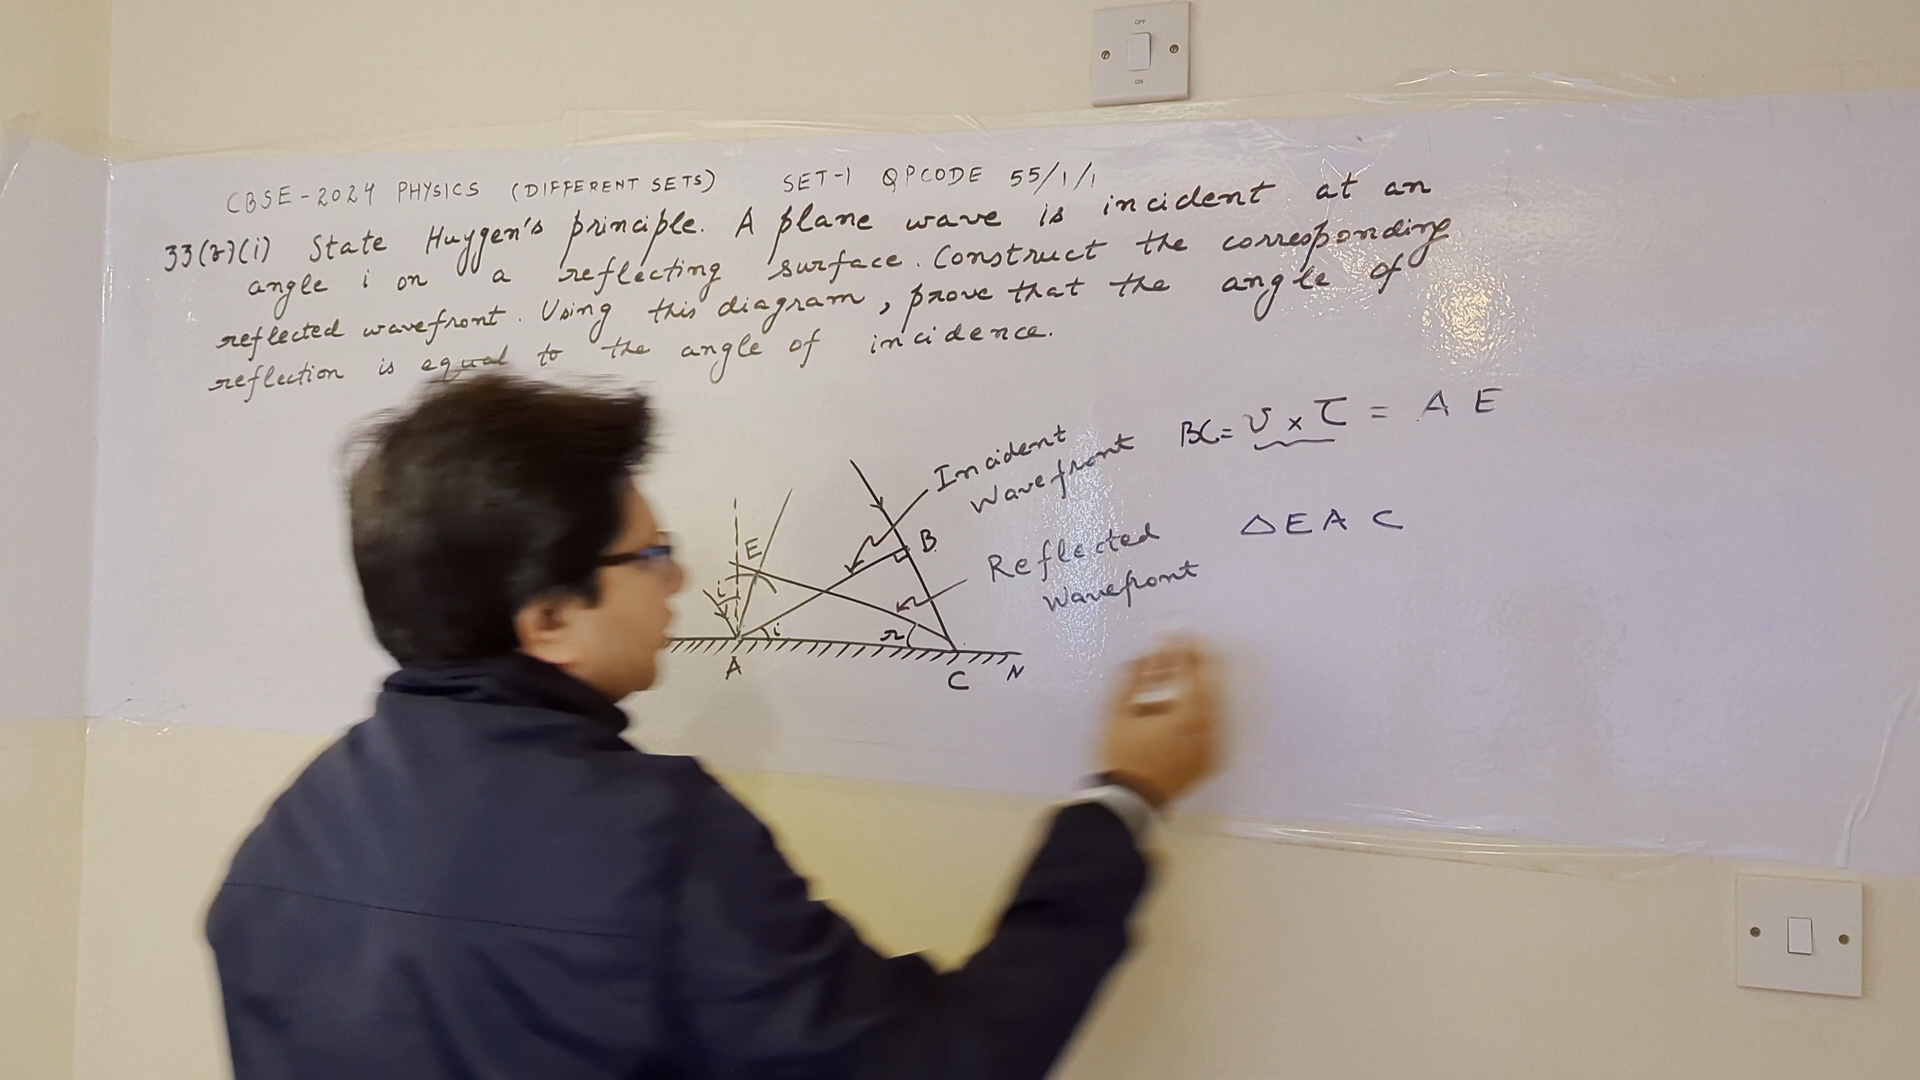 OFF
ON
CBSE-2024 PHYSICS (DIFFERENT SETS) SET-1 QPCODE 55/1/1
State Huygen's principle. A plane wave is incident at an
angle i on a reflecting surface. Construct the corresponding
reflected wavefront. Using this diagram, prove that the angle of
reflection is equal to the angle of incidence.
Incident
Wavefront
BC = v × τ = A E
E
B
Reflected
Wavefront
△ E A C
i
i
r
A
C
N